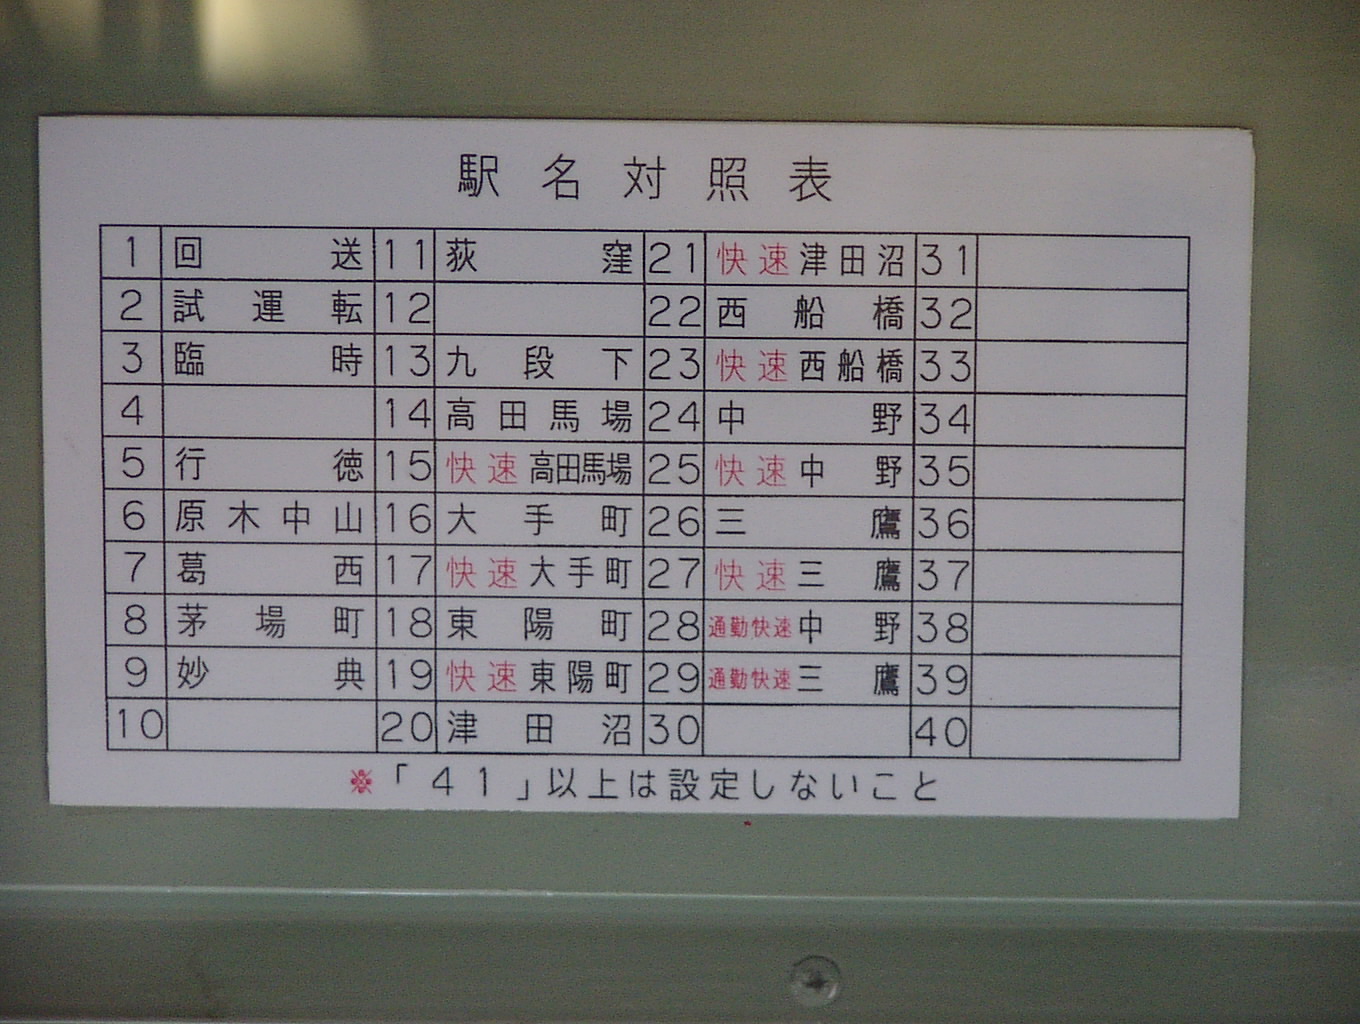 駅名対照表
1 回送 11 荻窪 21 快速津田沼 31
2 試運転 12 22 西船橋 32
3 臨時 13 九段下 23 快速西船橋 33
4 14 高田馬場 24 中野 34
5 行徳 15 快速高田馬場 25 快速中野 35
6 原木中山 16 大手町 26 三鷹 36
7 葛西 17 快速大手町 27 快速三鷹 37
8 茅場町 18 東陽町 28 通勤快速中野 38
9 妙典 19 快速東陽町 29 通勤快速三鷹 39
10 20 津田沼 30 40
※「41」以上は設定しないこと